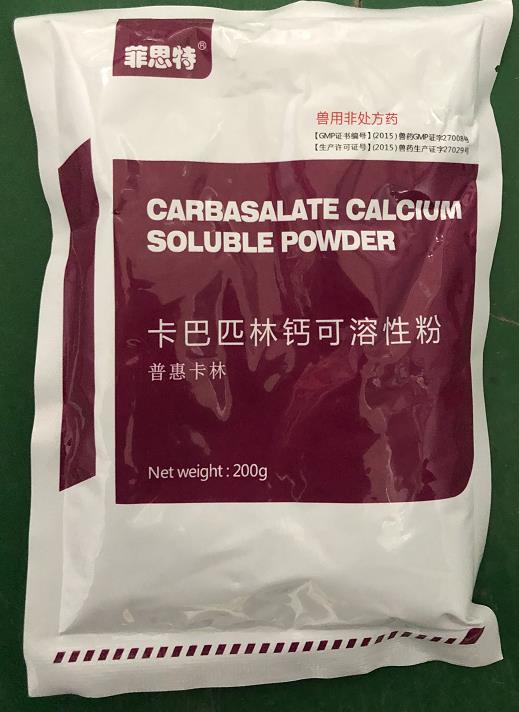 菲思特®
兽用非处方药
【GMP证书编号】(2015)兽药GMP证字27008号
【生产许可证号】(2015)兽药生产证字27029号
CARBASALATE CALCIUM
SOLUBLE POWDER
卡巴匹林钙可溶性粉
普惠卡林
Net weight : 200g